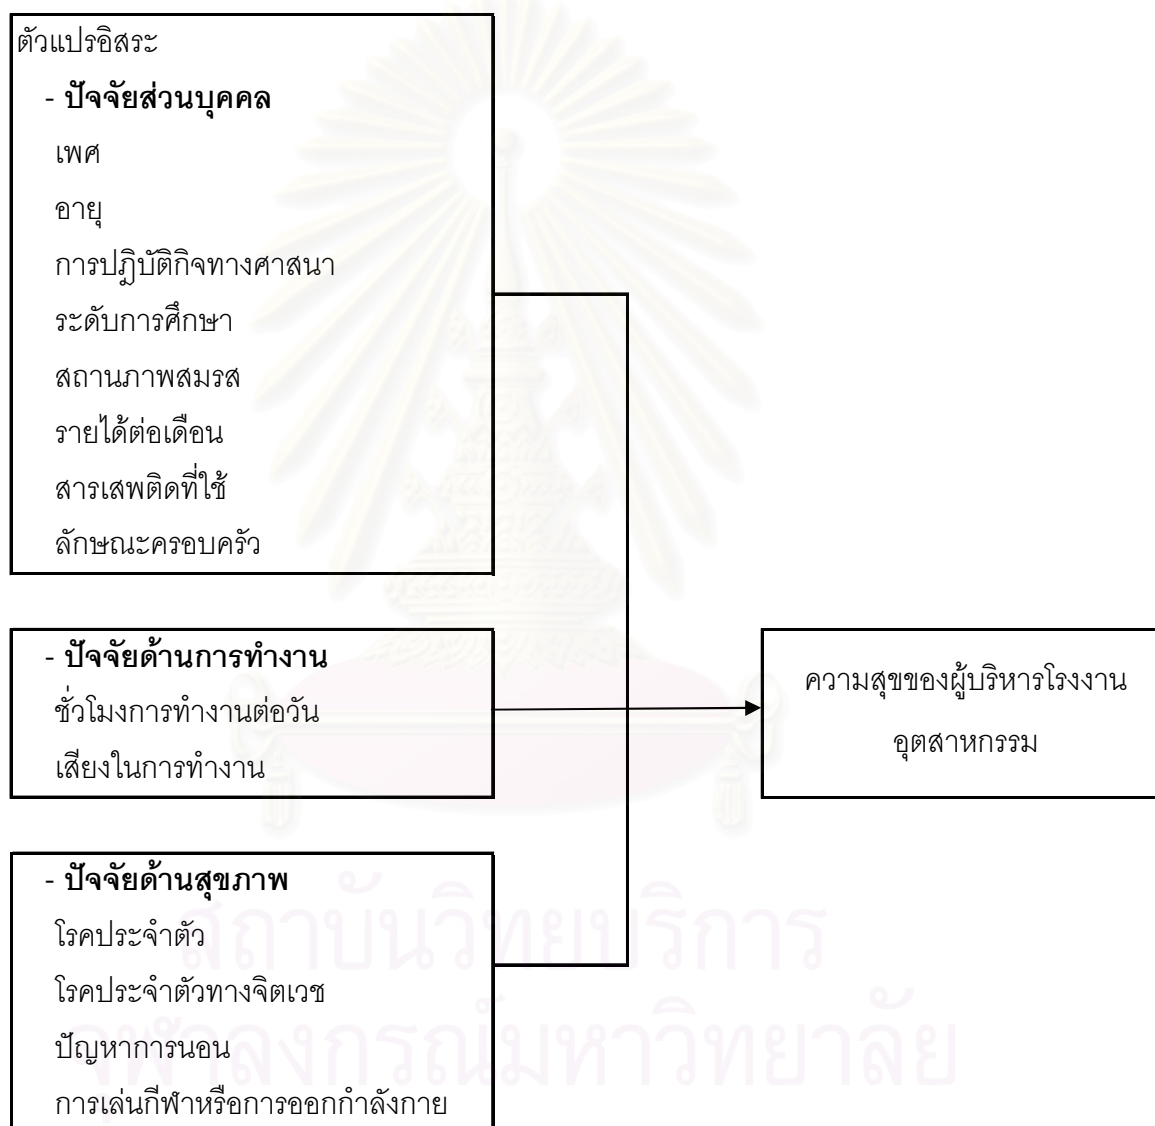 ตัวแปรอิสระ
- ปัจจัยส่วนบุคคล
เพศ
อายุ
การปฏิบัติกิจทางศาสนา
ระดับการศึกษา
สถานภาพสมรส
รายได้ต่อเดือน
สารเสพติดที่ใช้
ลักษณะครอบครัว
- ปัจจัยด้านการทำงาน
ชั่วโมงการทำงานต่อวัน
เสียงในการทำงาน
ความสุขของผู้บริหารโรงงาน
อุตสาหกรรม
- ปัจจัยด้านสุขภาพ
โรคประจำตัว
โรคประจำตัวทางจิตเวช
ปัญหาการนอน
การเล่นกีฬาหรือการออกกำลังกาย
สถาบันวิทยบริการ
จุฬาลงกรณ์มหาวิทยาลัย